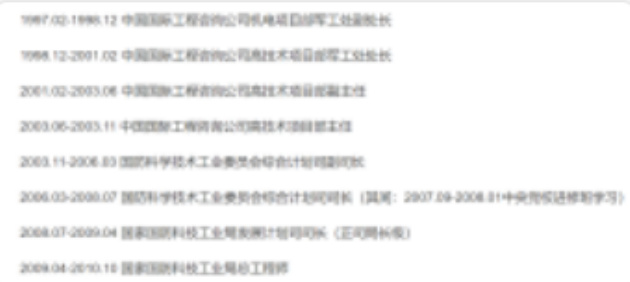 1997.02-1998.12 中国国际工程咨询公司机电项目部军工处副处长
1998.12-2001.02 中国国际工程咨询公司高技术项目部军工处处长
2001.02-2003.06 中国国际工程咨询公司高技术项目部副主任
2003.06-2003.11 中国国际工程咨询公司高技术项目部主任
2003.11-2006.03 国防科学技术工业委员会综合计划司副司长
2006.03-2008.07 国防科学技术工业委员会综合计划司司长（其间：2007.09-2008.01中央党校进修班学习）
2008.07-2009.04 国家国防科技工业局发展计划司司长（正司局长级）
2009.04-2010.10 国家国防科技工业局总工程师